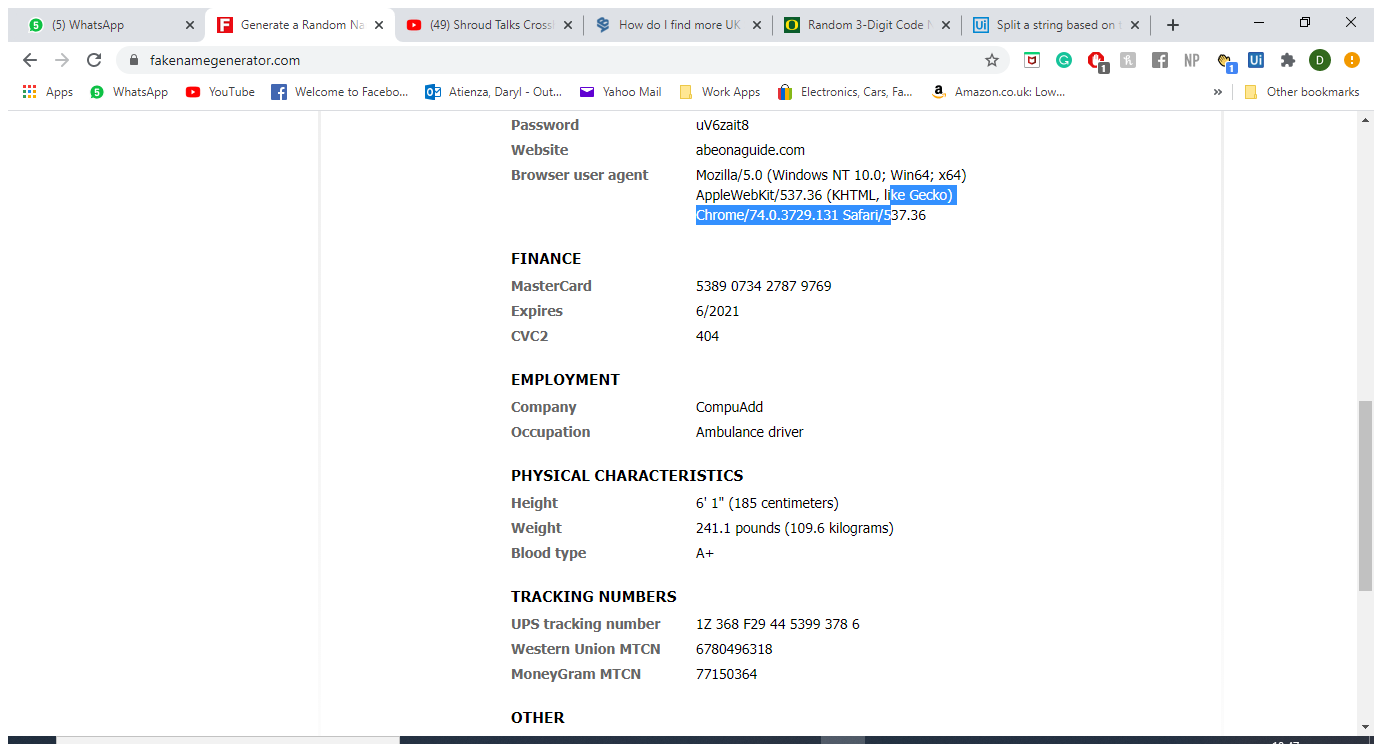 (5) WhatsApp
Generate a Random Na
(49) Shroud Talks Cross
How do I find more UK
Random 3-Digit Code N
Split a string based on t
fakenamegenerator.com
1
NP
1
Ui
D
Apps
WhatsApp
YouTube
Welcome to Facebo...
Atienza, Daryl - Out...
Yahoo Mail
Work Apps
Electronics, Cars, Fa...
Amazon.co.uk: Low...
»
Other bookmarks
Password uV6zait8
Website abeonaguide.com
Browser user agent Mozilla/5.0 (Windows NT 10.0; Win64; x64)
AppleWebKit/537.36 (KHTML, like Gecko)
Chrome/74.0.3729.131 Safari/537.36
FINANCE
MasterCard 5389 0734 2787 9769
Expires 6/2021
CVC2 404
EMPLOYMENT
Company CompuAdd
Occupation Ambulance driver
PHYSICAL CHARACTERISTICS
Height 6' 1" (185 centimeters)
Weight 241.1 pounds (109.6 kilograms)
Blood type A+
TRACKING NUMBERS
UPS tracking number 1Z 368 F29 44 5399 378 6
Western Union MTCN 6780496318
MoneyGram MTCN 77150364
OTHER